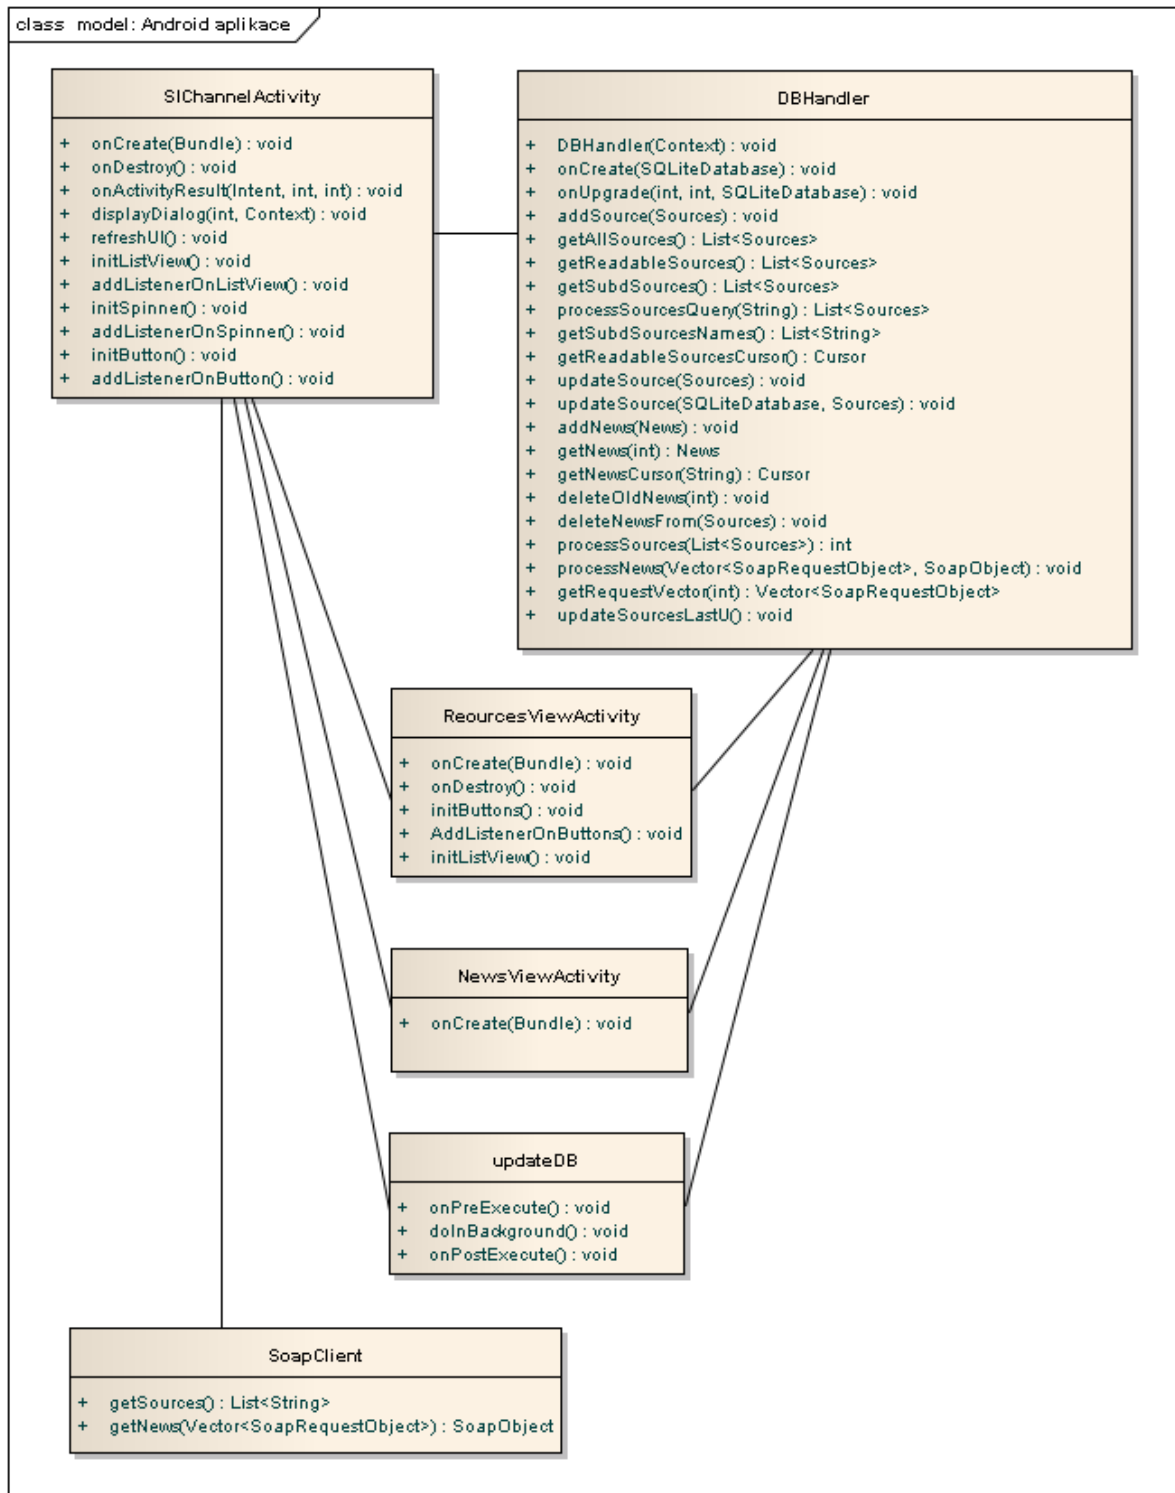 class model: Android aplikace
SIChannelActivity
+ onCreate(Bundle) : void
+ onDestroy() : void
+ onActivityResult(Intent, int, int) : void
+ displayDialog(int, Context) : void
+ refreshUI() : void
+ initListView() : void
+ addListenerOnListView() : void
+ initSpinner() : void
+ addListenerOnSpinner() : void
+ initButton() : void
+ addListenerOnButton() : void
DBHandler
+ DBHandler(Context) : void
+ onCreate(SQLiteDatabase) : void
+ onUpgrade(int, int, SQLiteDatabase) : void
+ addSource(Sources) : void
+ getAllSources() : List<Sources>
+ getReadableSources() : List<Sources>
+ getSubdSources() : List<Sources>
+ processSourcesQuery(String) : List<Sources>
+ getSubdSourcesNames() : List<String>
+ getReadableSourcesCursor() : Cursor
+ updateSource(Sources) : void
+ updateSource(SQLiteDatabase, Sources) : void
+ addNews(News) : void
+ getNews(int) : News
+ getNewsCursor(String) : Cursor
+ deleteOldNews(int) : void
+ deleteNewsFrom(Sources) : void
+ processSources(List<Sources>) : int
+ processNews(Vector<SoapRequestObject>, SoapObject) : void
+ getRequestVector(int) : Vector<SoapRequestObject>
+ updateSourcesLastU() : void
ReourcesViewActivity
+ onCreate(Bundle) : void
+ onDestroy() : void
+ initButtons() : void
+ AddListenerOnButtons() : void
+ initListView() : void
NewsViewActivity
+ onCreate(Bundle) : void
updateDB
+ onPreExecute() : void
+ doInBackground() : void
+ onPostExecute() : void
SoapClient
+ getSources() : List<String>
+ getNews(Vector<SoapRequestObject>) : SoapObject